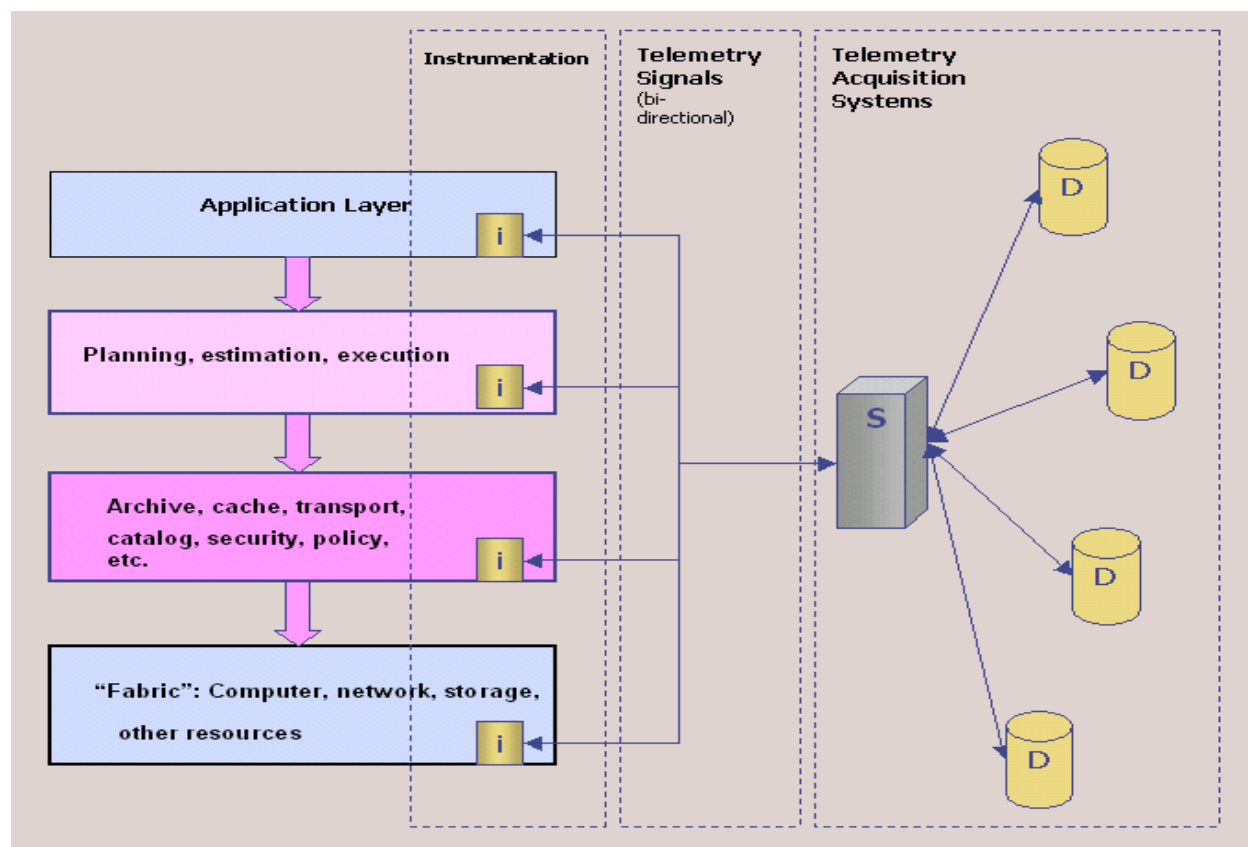 Instrumentation
Telemetry
Signals
(bi-
directional)
Telemetry
Acquisition
Systems
Application Layer
i
Planning, estimation, execution
i
Archive, cache, transport,
catalog, security, policy,
etc.
i
“Fabric”: Computer, network, storage,
other resources
i
S
D
D
D
D